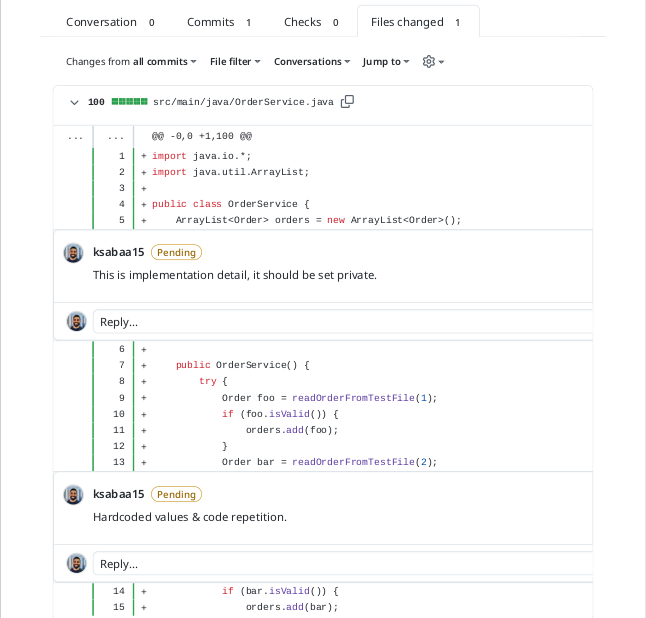 Conversation 0 Commits 1 Checks 0 Files changed 1
Changes from all commits File filter Conversations Jump to
100 src/main/java/OrderService.java
... ... @@ -0,0 +1,100 @@
1 + import java.io.*;
2 + import java.util.ArrayList;
3 +
4 + public class OrderService {
5 + ArrayList<Order> orders = new ArrayList<Order>();
ksabaa15 Pending
This is implementation detail, it should be set private.
Reply...
6 +
7 + public OrderService() {
8 + try {
9 + Order foo = readOrderFromTestFile(1);
10 + if (foo.isValid()) {
11 + orders.add(foo);
12 + }
13 + Order bar = readOrderFromTestFile(2);
ksabaa15 Pending
Hardcoded values & code repetition.
Reply...
14 + if (bar.isValid()) {
15 + orders.add(bar);